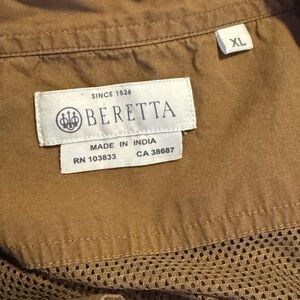 XL
SINCE 1526
BERETTA
MADE IN INDIA
RN 103833 CA 38687